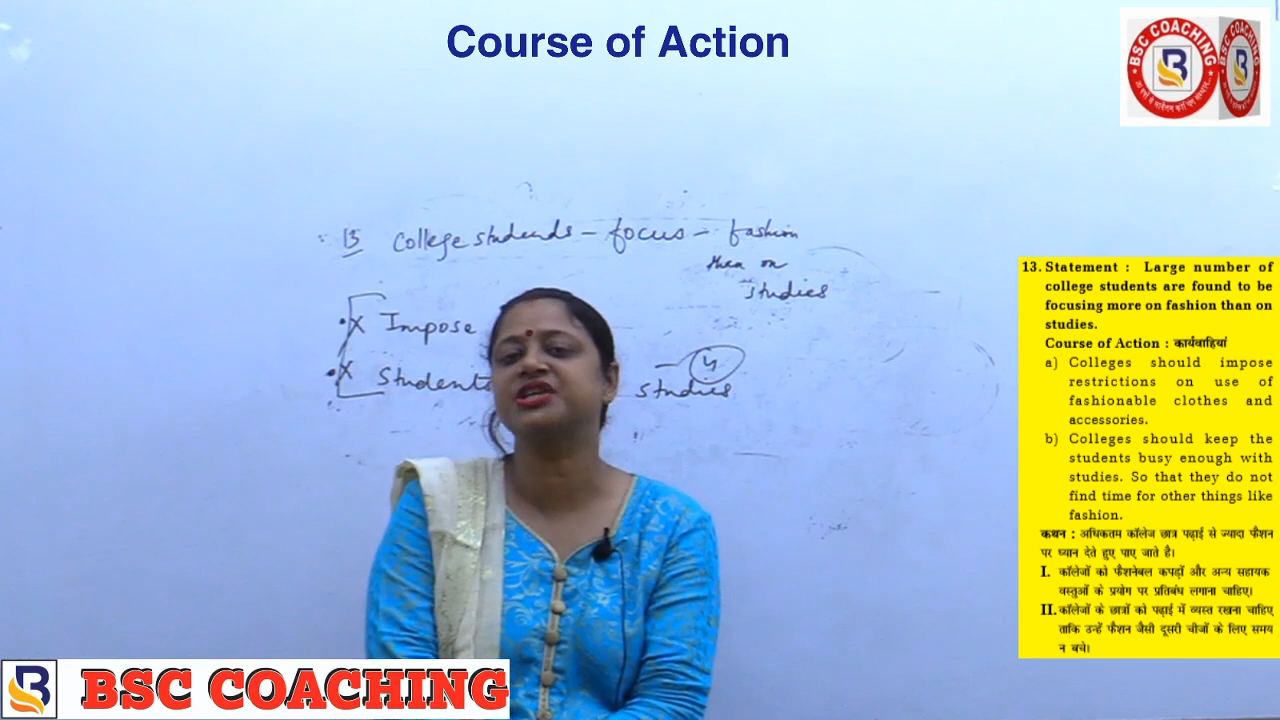 Course of Action
BSC COACHING
13 College students - focus - fashion
then on
studies
• X Impose
• X Students
- 4
studies
13. Statement : Large number of
college students are found to be
focusing more on fashion than on
studies.
Course of Action : कार्यवाहियां
a) Colleges should impose
restrictions on use of
fashionable clothes and
accessories.
b) Colleges should keep the
students busy enough with
studies. So that they do not
find time for other things like
fashion.
कथन : अधिकतम कॉलेज छात्र पढ़ाई से ज्यादा फैशन
पर ध्यान देते हुए पाए जाते है।
I. कॉलेजों को फैशनेबल कपड़ों और अन्य सहायक
वस्तुओं के प्रयोग पर प्रतिबंध लगाना चाहिए।
II. कॉलेजों के छात्रों को पढ़ाई में व्यस्त रखना चाहिए
ताकि उन्हें फैशन जैसी दूसरी चीजों के लिए समय
न बचे।
BSC COACHING